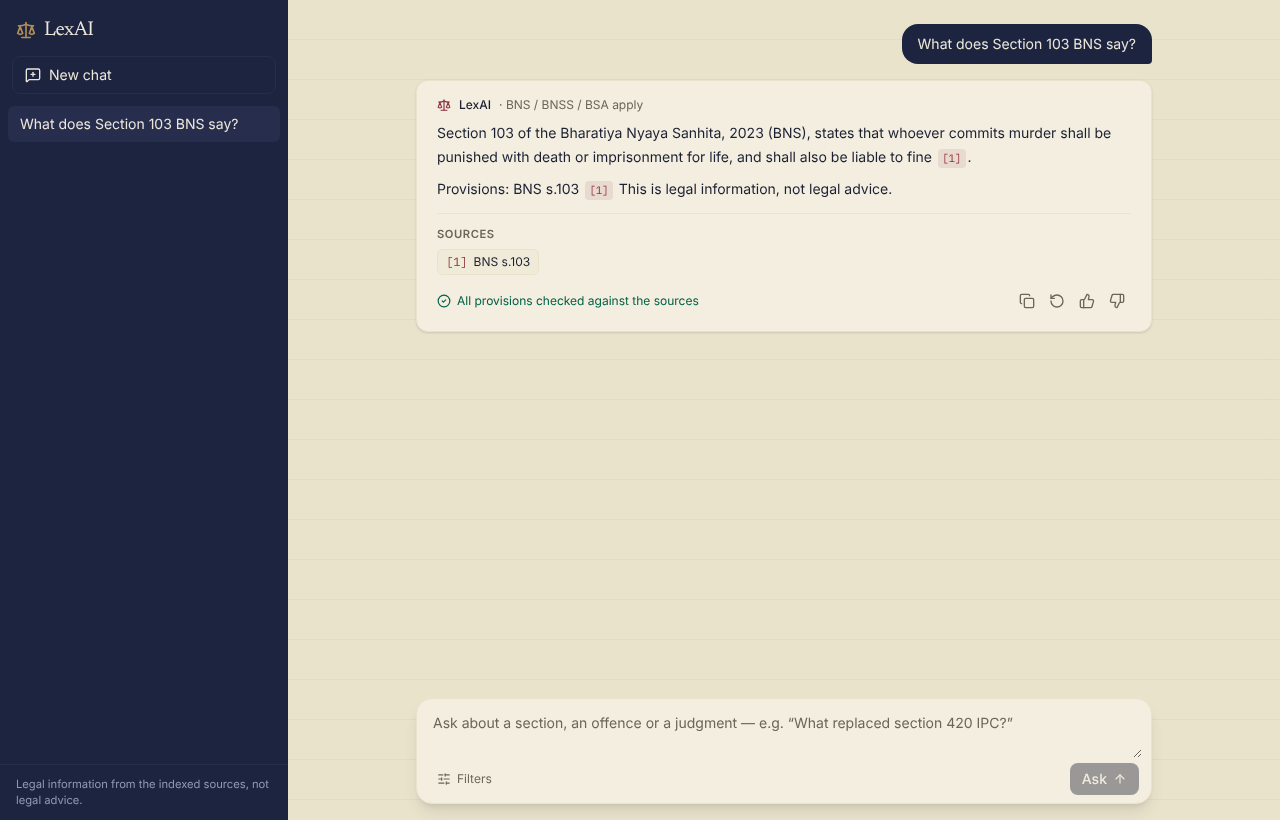 LexAI
New chat
What does Section 103 BNS say?
Legal information from the indexed sources, not
legal advice.
What does Section 103 BNS say?
LexAI · BNS / BNSS / BSA apply
Section 103 of the Bharatiya Nyaya Sanhita, 2023 (BNS), states that whoever commits murder shall be
punished with death or imprisonment for life, and shall also be liable to fine [1].
Provisions: BNS s.103 [1] This is legal information, not legal advice.
SOURCES
[1] BNS s.103
All provisions checked against the sources
Ask about a section, an offence or a judgment — e.g. “What replaced section 420 IPC?”
Filters
Ask